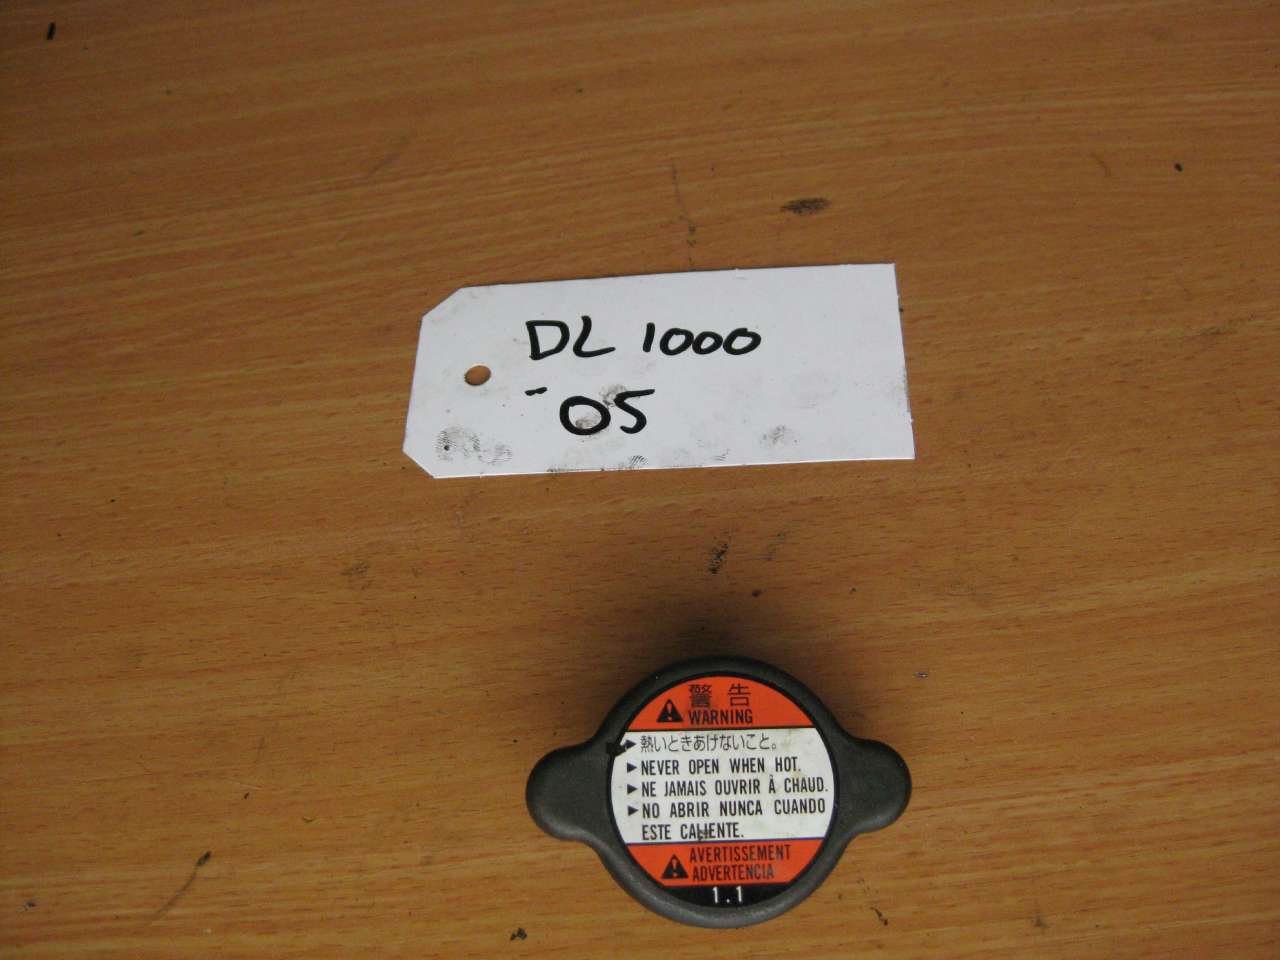 DL 1000
-05
警告
WARNING
熱いときあけないこと。
NEVER OPEN WHEN HOT.
NE JAMAIS OUVRIR À CHAUD.
NO ABRIR NUNCA CUANDO
ESTE CALIENTE.
AVERTISSEMENT
ADVERTENCIA
1.1